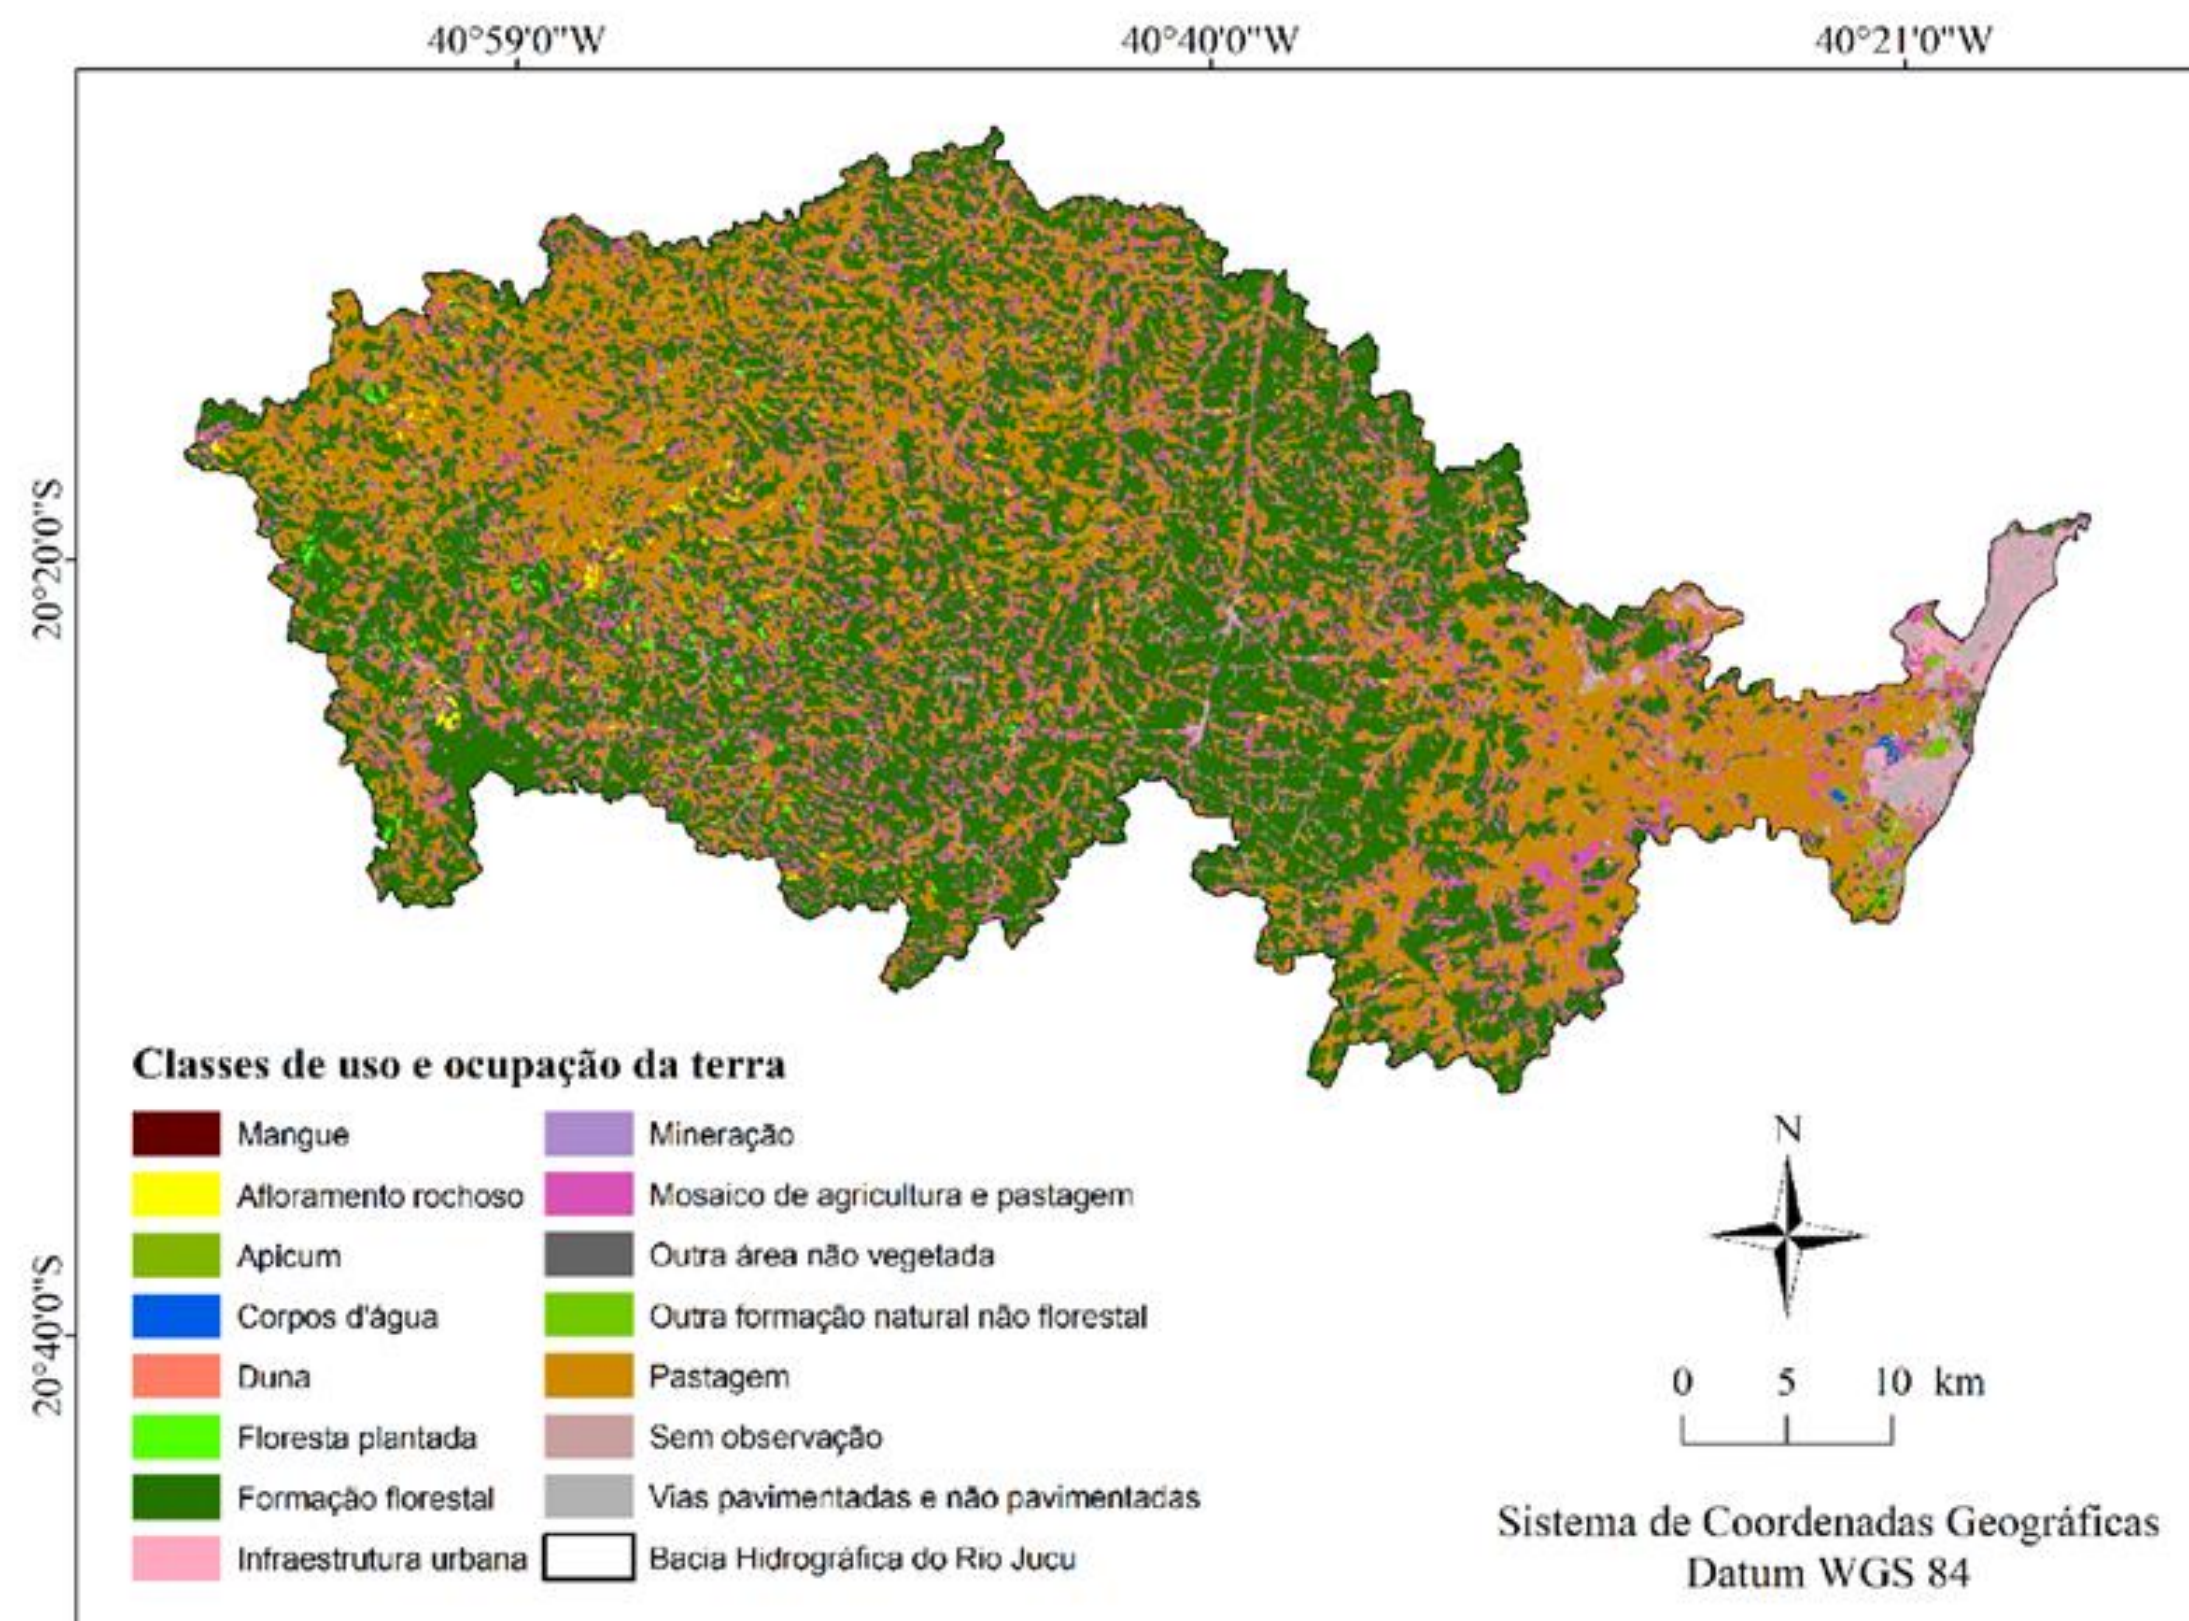 40°59'0"W 40°40'0"W 40°21'0"W
20°20'0"S
20°40'0"S
Classes de uso e ocupação da terra
Mangue
Afloramento rochoso
Apicum
Corpos d'água
Duna
Floresta plantada
Formação florestal
Infraestrutura urbana
Mineração
Mosaico de agricultura e pastagem
Outra área não vegetada
Outra formação natural não florestal
Pastagem
Sem observação
Vias pavimentadas e não pavimentadas
Bacia Hidrográfica do Rio Jucu
N
0 5 10 km
Sistema de Coordenadas Geográficas
Datum WGS 84